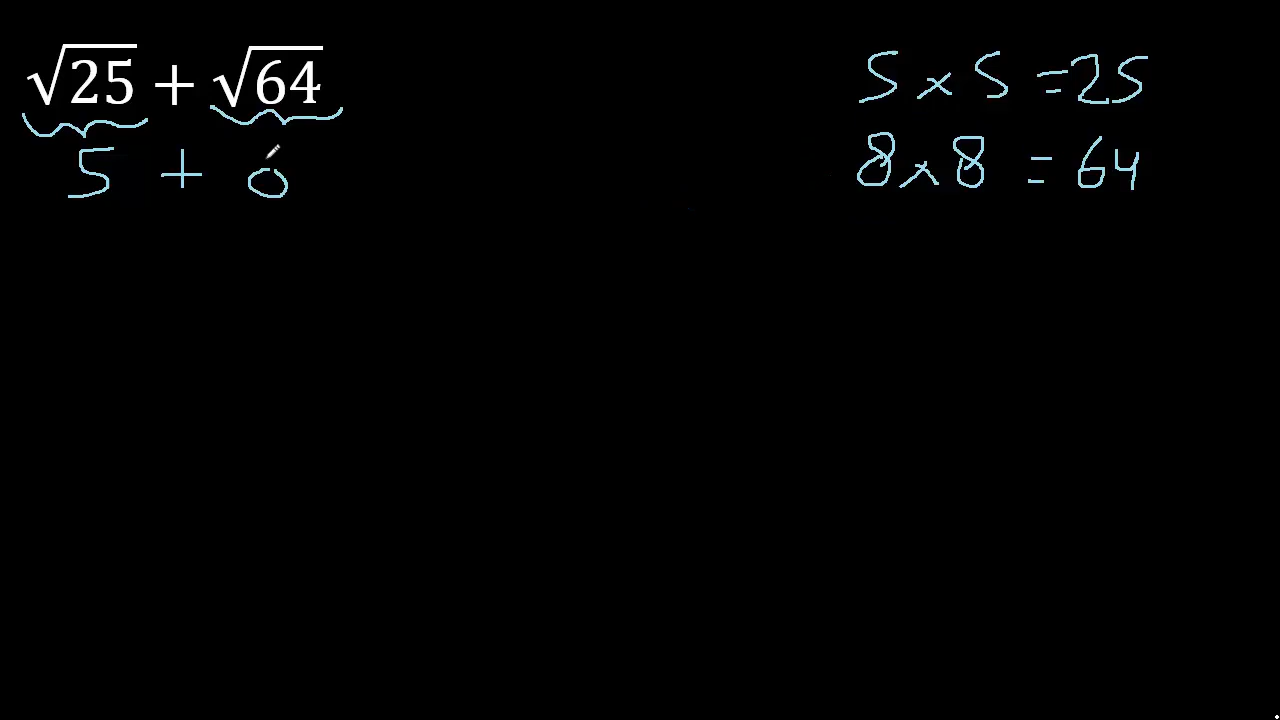 √25 + √64
5 × 5 = 25
5 +
8 × 8 = 64